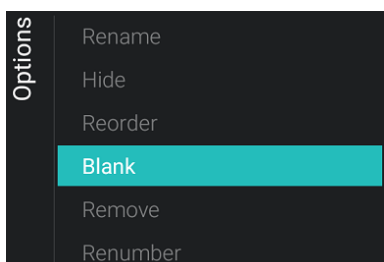 Options
Rename
Hide
Reorder
Blank
Remove
Renumber